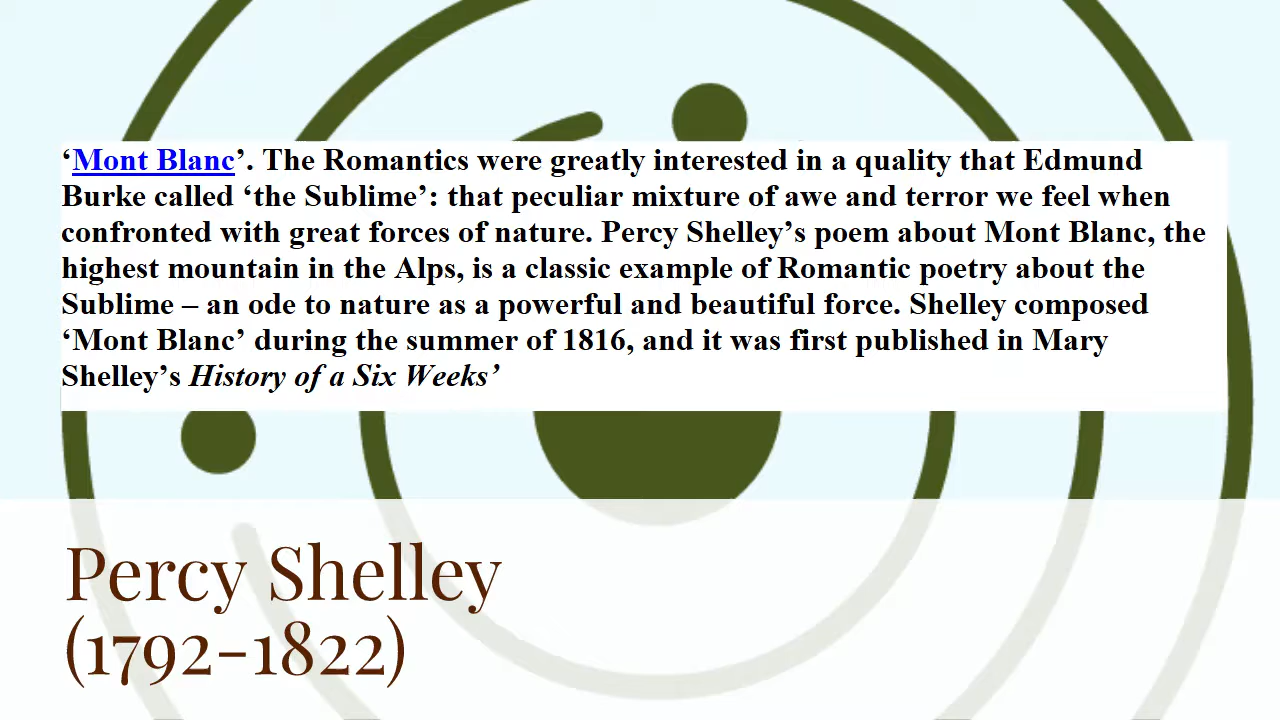 ‘Mont Blanc’. The Romantics were greatly interested in a quality that Edmund
Burke called ‘the Sublime’: that peculiar mixture of awe and terror we feel when
confronted with great forces of nature. Percy Shelley’s poem about Mont Blanc, the
highest mountain in the Alps, is a classic example of Romantic poetry about the
Sublime – an ode to nature as a powerful and beautiful force. Shelley composed
‘Mont Blanc’ during the summer of 1816, and it was first published in Mary
Shelley’s History of a Six Weeks’
Percy Shelley
(1792-1822)